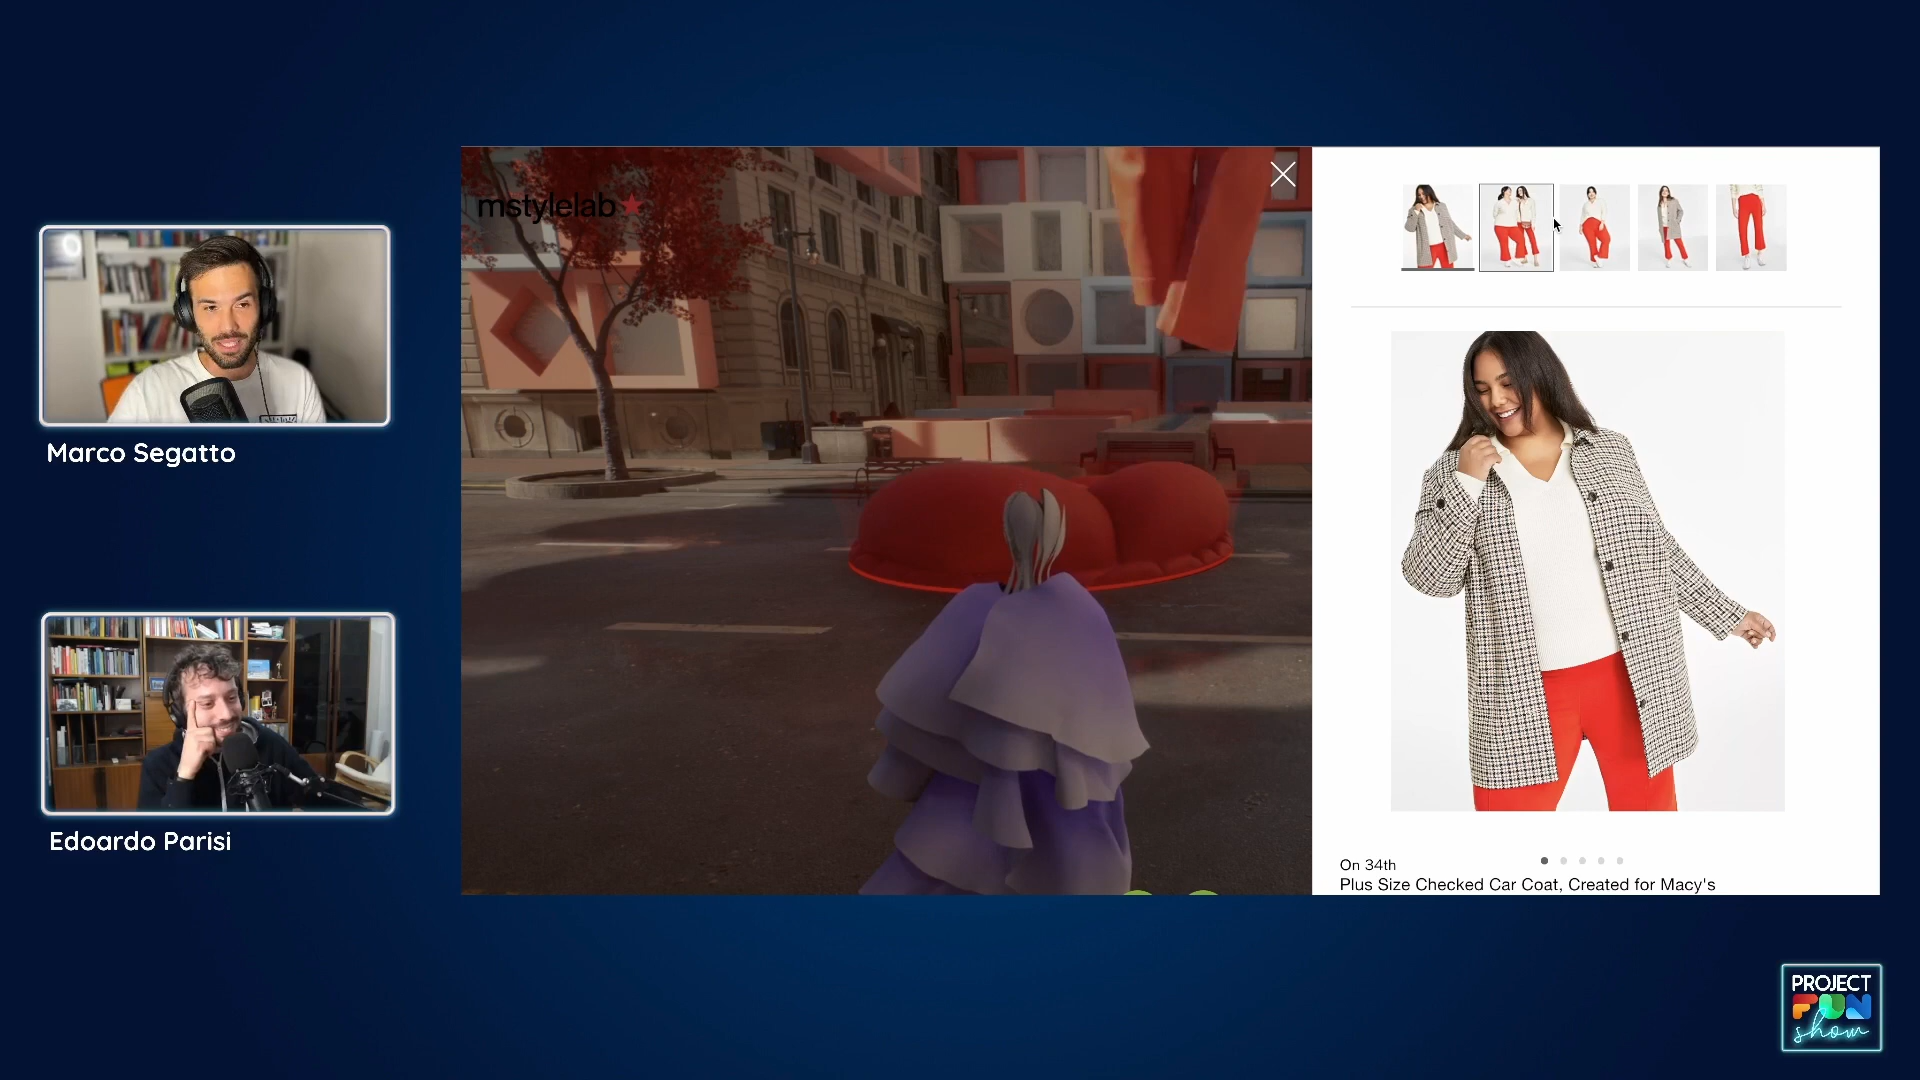 mstylelab
Marco Segatto
Edoardo Parisi
On 34th
Plus Size Checked Car Coat, Created for Macy's
PROJECT
FUN
show